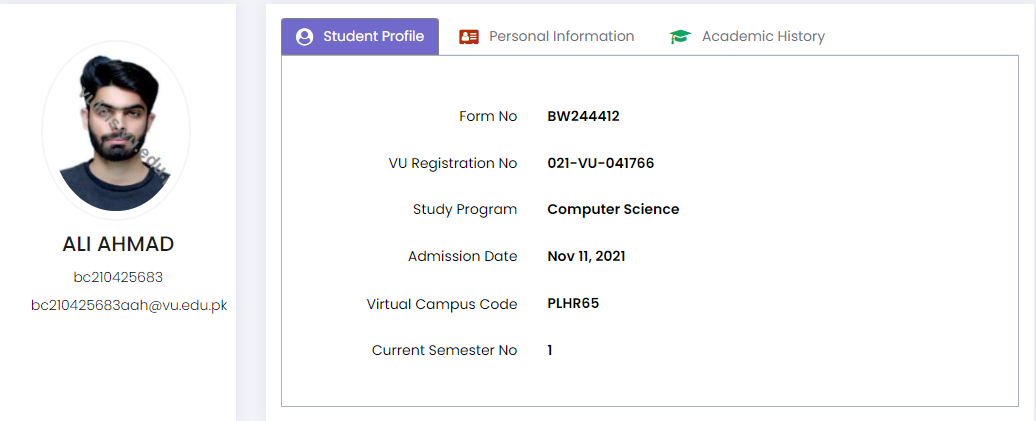 ALI AHMAD
bc210425683
bc210425683aah@vu.edu.pk
Student Profile
Personal Information
Academic History
Form No BW244412
VU Registration No 021-VU-041766
Study Program Computer Science
Admission Date Nov 11, 2021
Virtual Campus Code PLHR65
Current Semester No 1